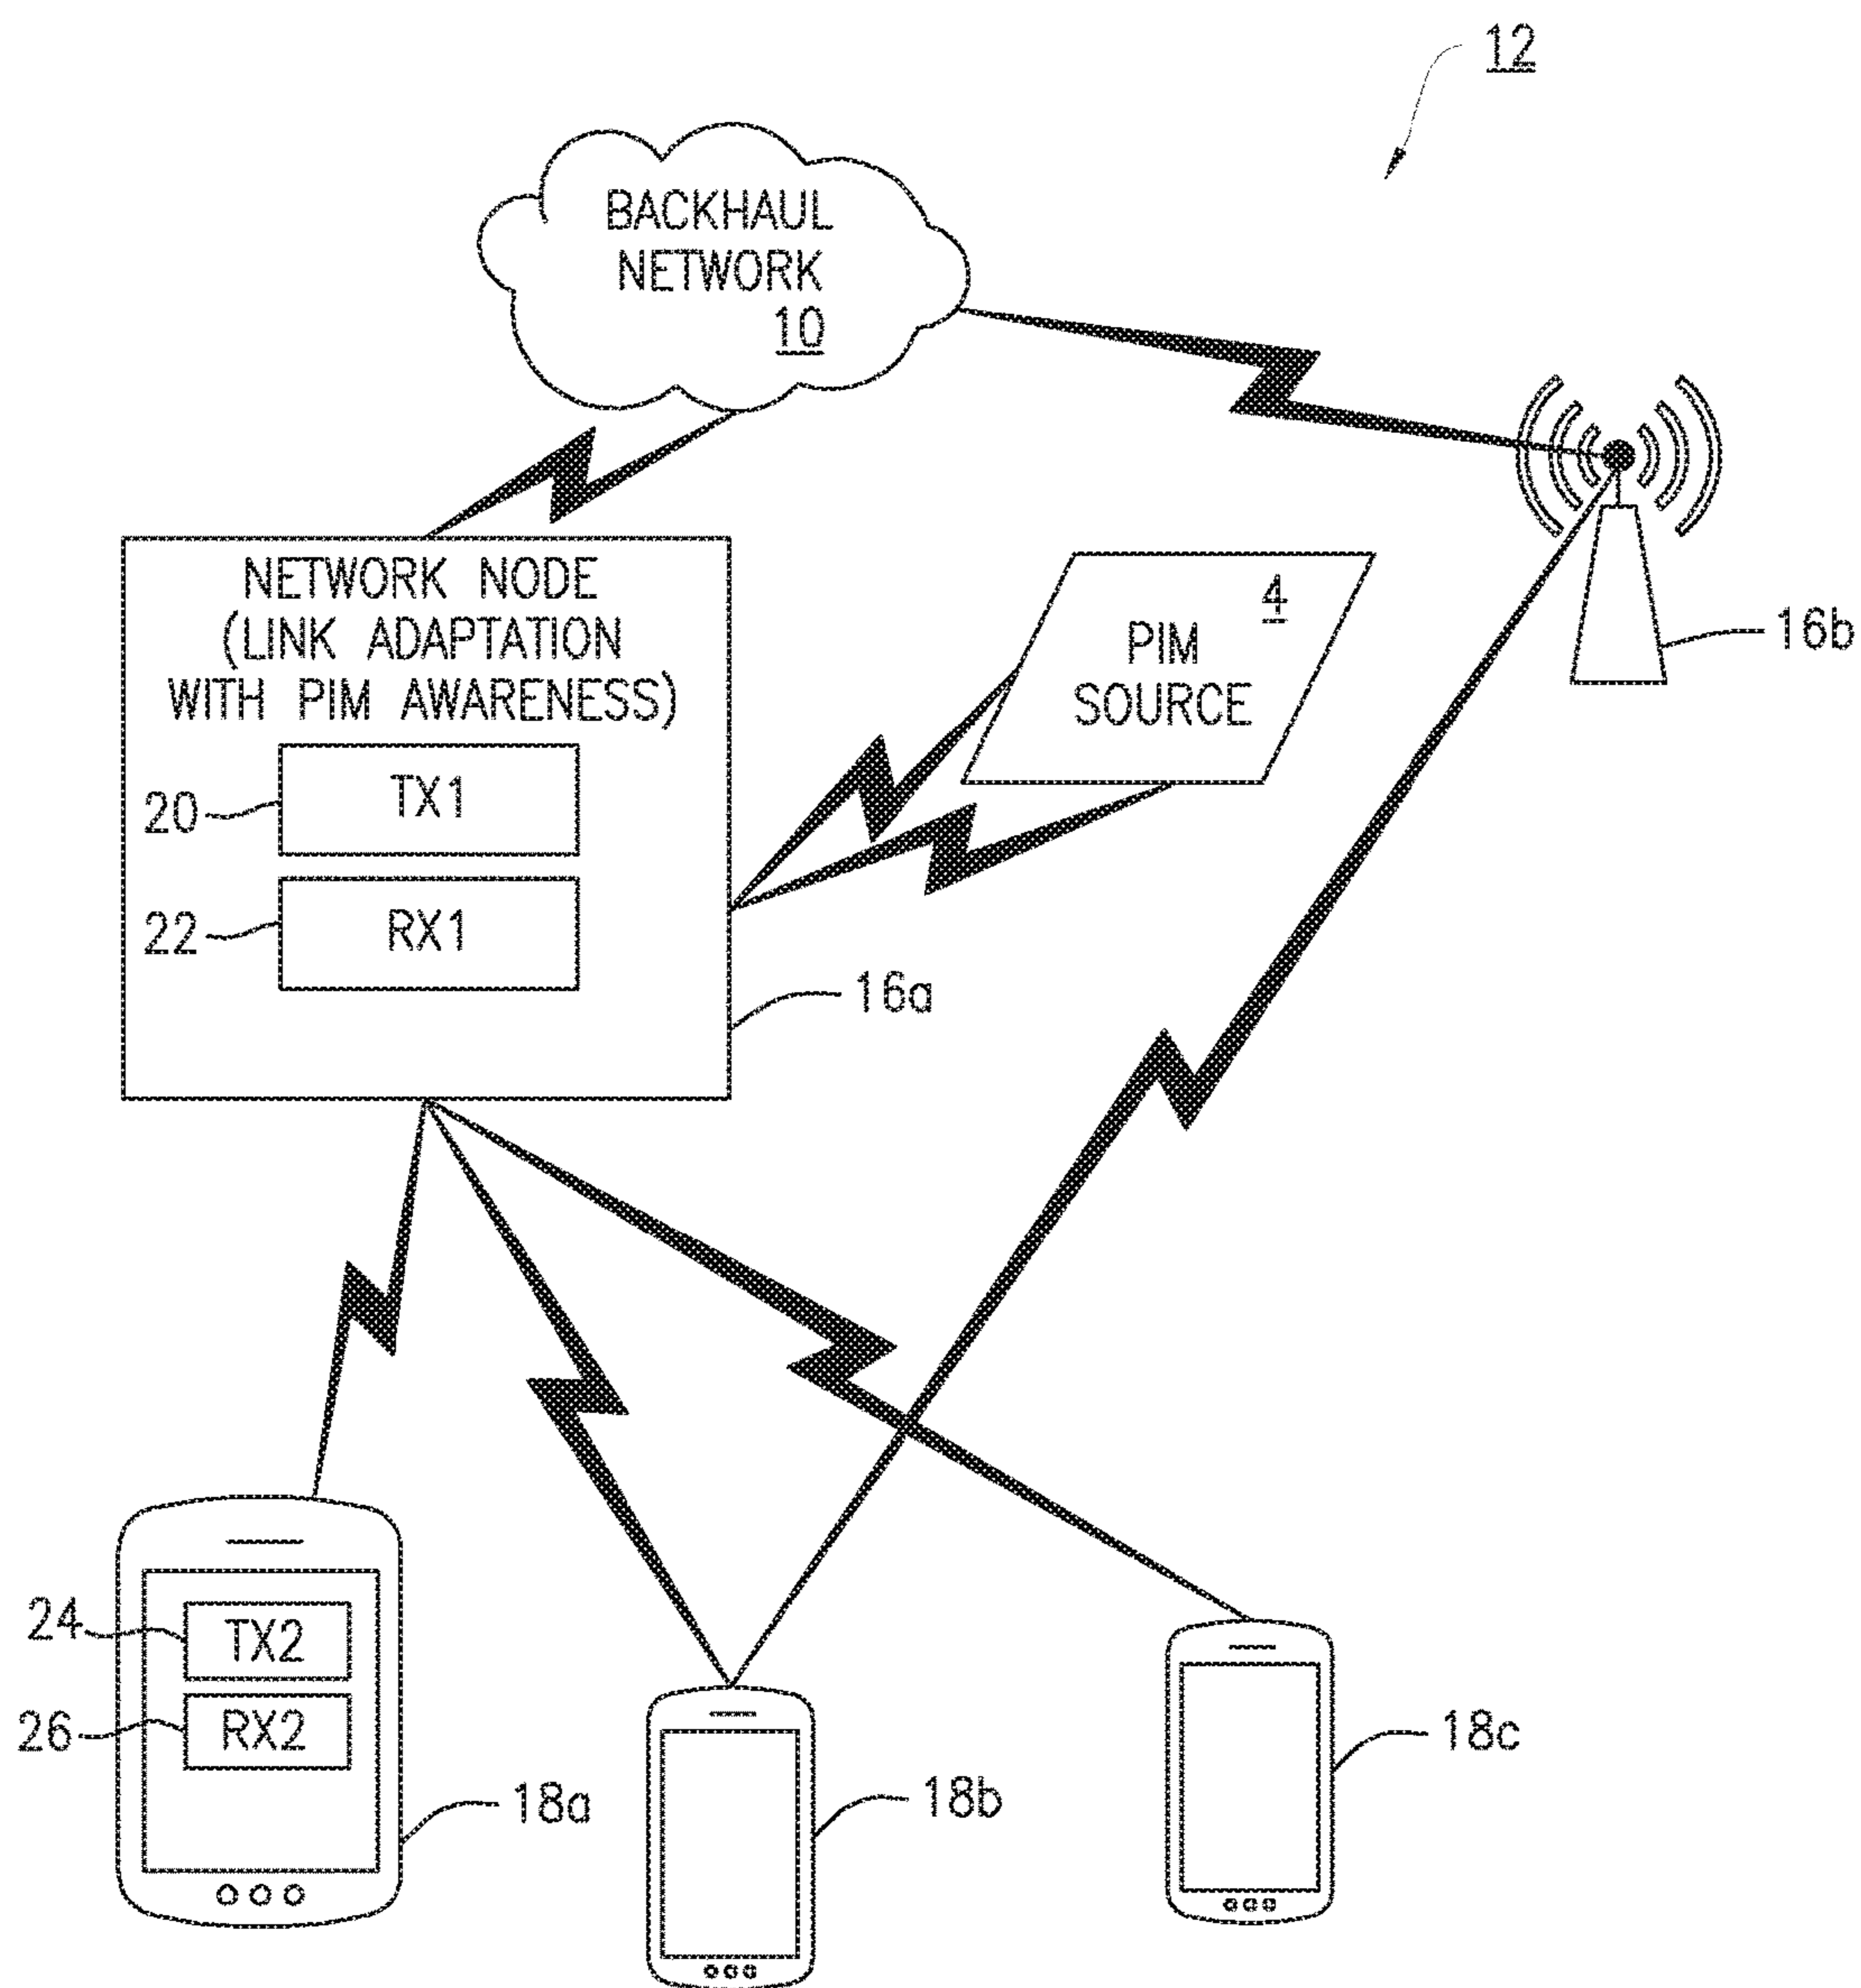 12
BACKHAUL
NETWORK
10
NETWORK NODE
(LINK ADAPTATION
WITH PIM AWARENESS)
4
PIM
SOURCE
16b
20
TX1
22
RX1
16a
24
TX2
26
RX2
18a
18b
18c